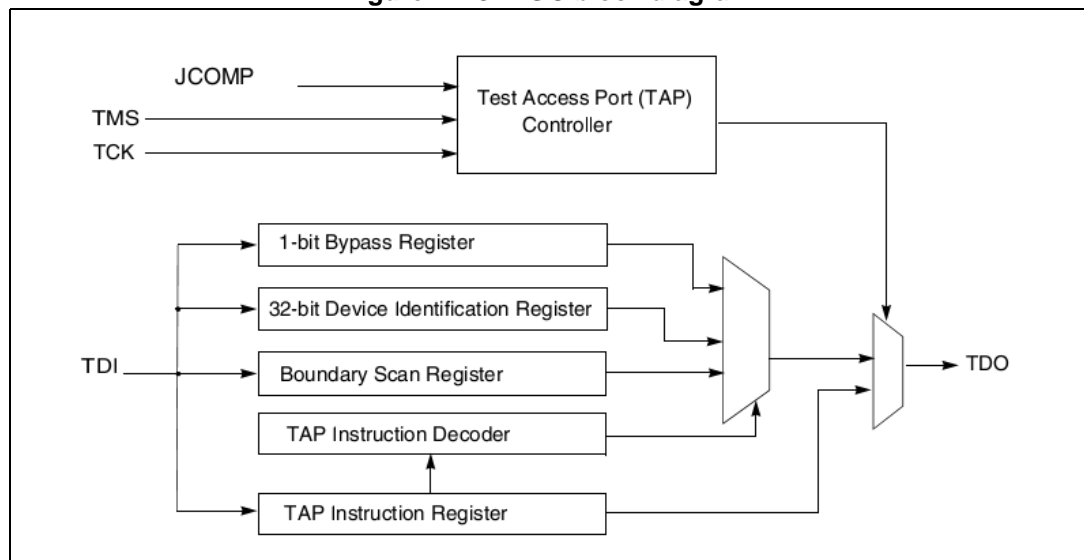 JCOMP
TMS
TCK
Test Access Port (TAP)
Controller
1-bit Bypass Register
32-bit Device Identification Register
TDI
Boundary Scan Register
TAP Instruction Decoder
TAP Instruction Register
TDO